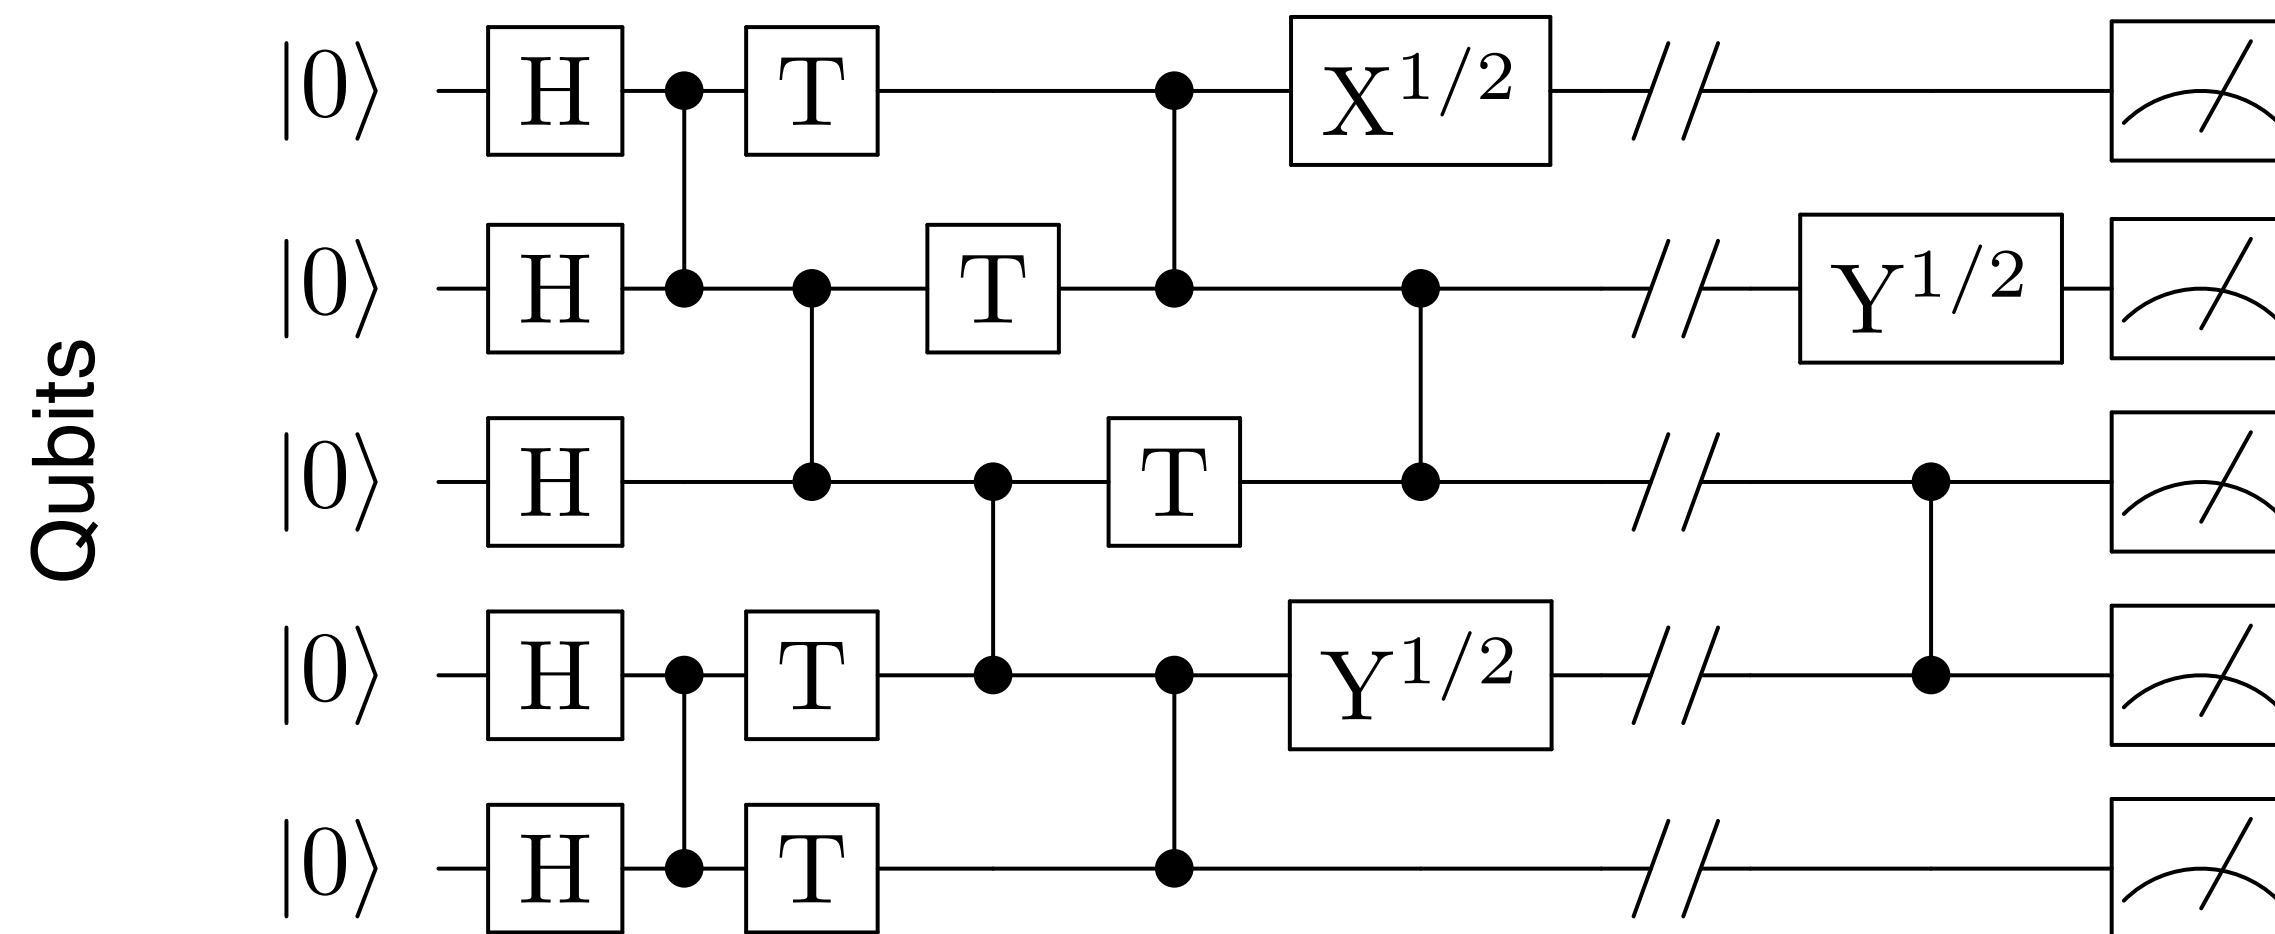 Qubits
|0⟩ H T X^{1/2}
|0⟩ H T Y^{1/2}
|0⟩ H T
|0⟩ H T Y^{1/2}
|0⟩ H T